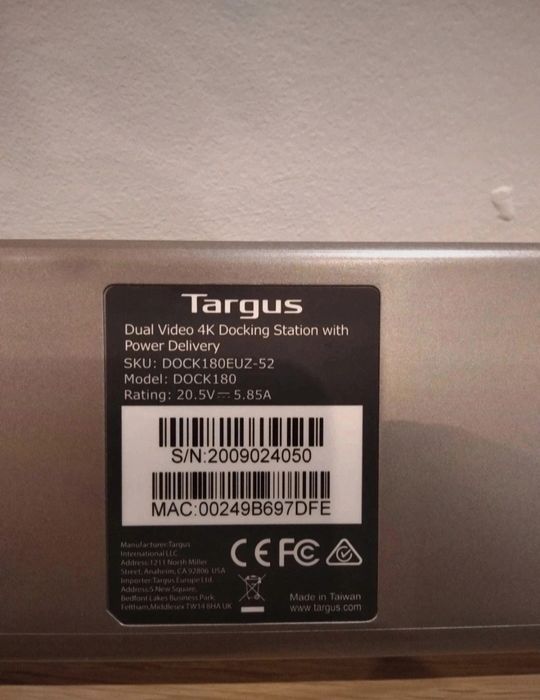 Targus
Dual Video 4K Docking Station with
Power Delivery
SKU: DOCK180EUZ-52
Model: DOCK180
Rating: 20.5V⎓5.85A
S/N:2009024050
MAC:00249B697DFE
Manufacturer:Targus
International LLC
Address:1211 North Miller
Street, Anaheim, CA 92806 USA
Importer:Targus Europe Ltd.
Address:5 New Square,
Bedfont Lakes Business Park,
Feltham,Middlesex TW14 8HA UK
CE FC
Made in Taiwan
www.targus.com